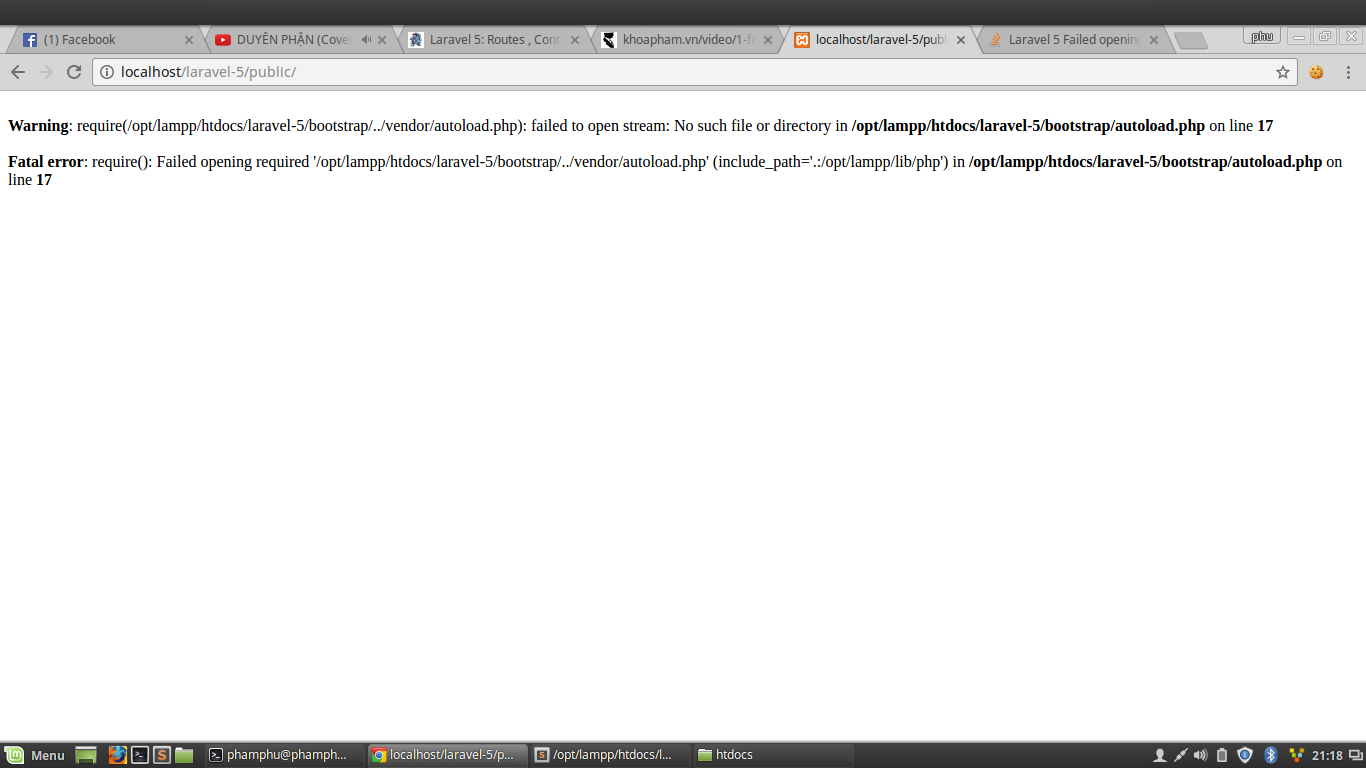 (1) Facebook
DUYÊN PHẬN (Cove
Laravel 5: Routes , Cont
khoapham.vn/video/1-f
localhost/laravel-5/publ
Laravel 5 Failed opening
phu
localhost/laravel-5/public/
Warning: require(/opt/lampp/htdocs/laravel-5/bootstrap/../vendor/autoload.php): failed to open stream: No such file or directory in /opt/lampp/htdocs/laravel-5/bootstrap/autoload.php on line 17
Fatal error: require(): Failed opening required '/opt/lampp/htdocs/laravel-5/bootstrap/../vendor/autoload.php' (include_path='.:/opt/lampp/lib/php') in /opt/lampp/htdocs/laravel-5/bootstrap/autoload.php on
line 17
Menu
phamphu@phamph...
localhost/laravel-5/p...
/opt/lampp/htdocs/l...
htdocs
21:18